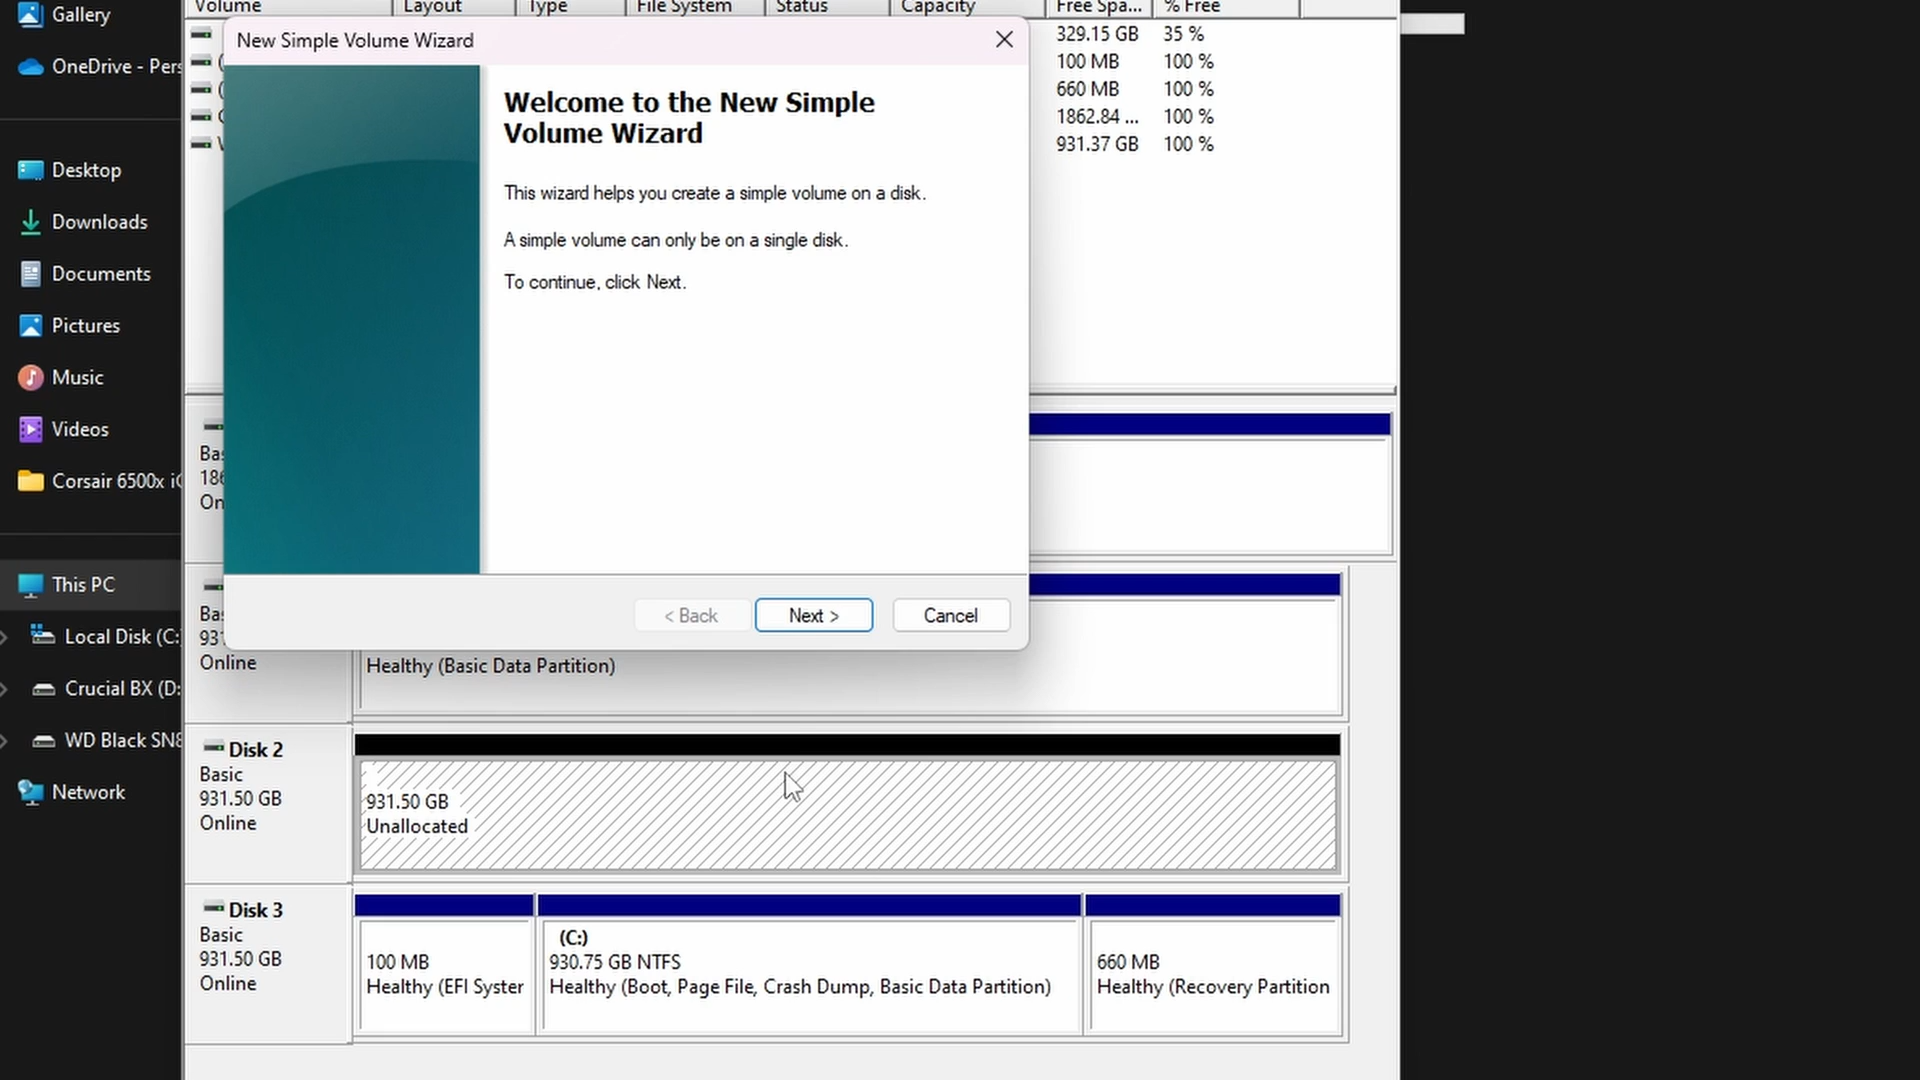 Gallery
OneDrive - Pers
Desktop
Downloads
Documents
Pictures
Music
Videos
Corsair 6500x
This PC
Local Disk (C:
Crucial BX (D:
WD Black SN8
Network
Volume Layout Type File System Status Capacity Free Spa... % Free
329.15 GB 35 %
100 MB 100 %
660 MB 100 %
1862.84 ... 100 %
931.37 GB 100 %
New Simple Volume Wizard
Welcome to the New Simple
Volume Wizard
This wizard helps you create a simple volume on a disk.
A simple volume can only be on a single disk.
To continue, click Next.
< Back Next > Cancel
Bas
186
On
Bas
931
Online
Healthy (Basic Data Partition)
Disk 2
Basic
931.50 GB
Online
931.50 GB
Unallocated
Disk 3
Basic
931.50 GB
Online
100 MB
Healthy (EFI Syster
(C:)
930.75 GB NTFS
Healthy (Boot, Page File, Crash Dump, Basic Data Partition)
660 MB
Healthy (Recovery Partition